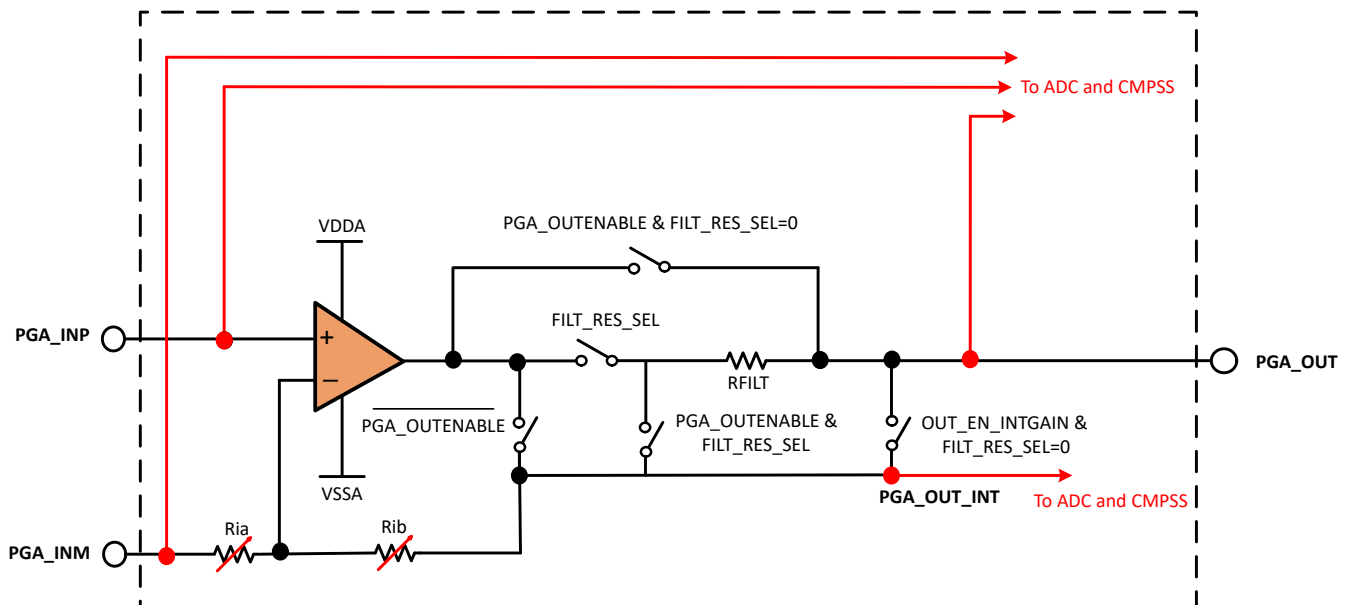 To ADC and CMPSS
VDDA
PGA_OUTENABLE & FILT_RES_SEL=0
PGA_INP
+
−
FILT_RES_SEL
RFILT
PGA_OUT
PGA_OUTENABLE
PGA_OUTENABLE &
FILT_RES_SEL
OUT_EN_INTGAIN &
FILT_RES_SEL=0
VSSA
PGA_OUT_INT
To ADC and CMPSS
PGA_INM
Ria
Rib